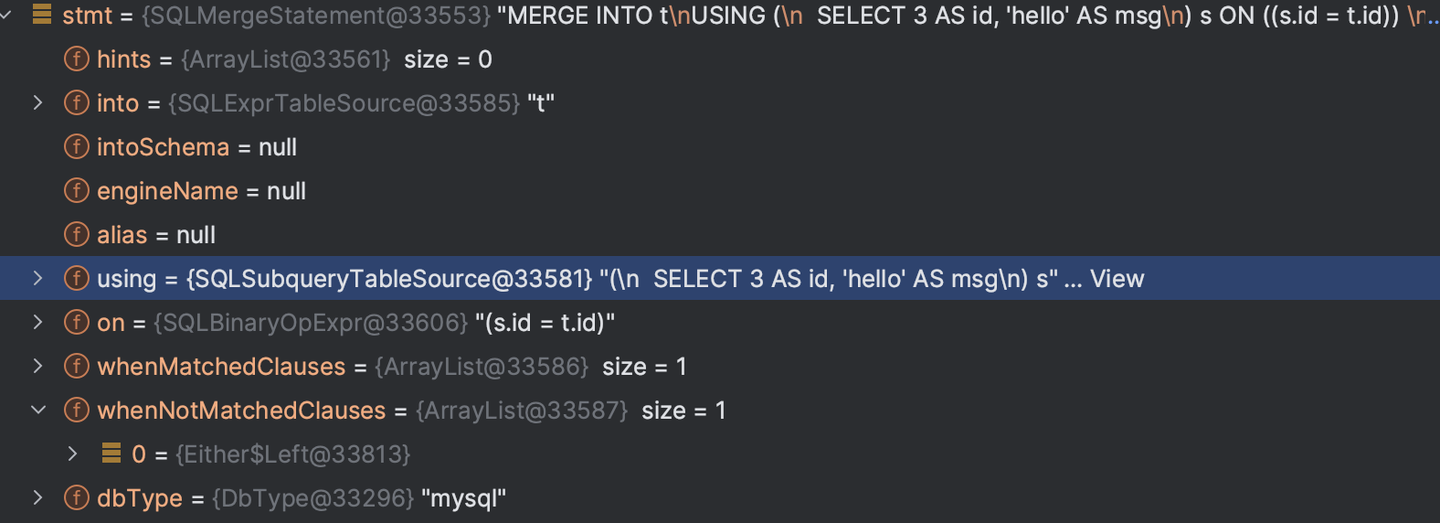 stmt = {SQLMergeStatement@33553} "MERGE INTO t\nUSING (\n  SELECT 3 AS id, 'hello' AS msg\n) s ON ((s.id = t.id)) \r...
f hints = {ArrayList@33561}  size = 0
f into = {SQLExprTableSource@33585} "t"
f intoSchema = null
f engineName = null
f alias = null
f using = {SQLSubqueryTableSource@33581} "(\n  SELECT 3 AS id, 'hello' AS msg\n) s" ... View
f on = {SQLBinaryOpExpr@33606} "(s.id = t.id)"
f whenMatchedClauses = {ArrayList@33586}  size = 1
f whenNotMatchedClauses = {ArrayList@33587}  size = 1
0 = {Either$Left@33813}
f dbType = {DbType@33296} "mysql"